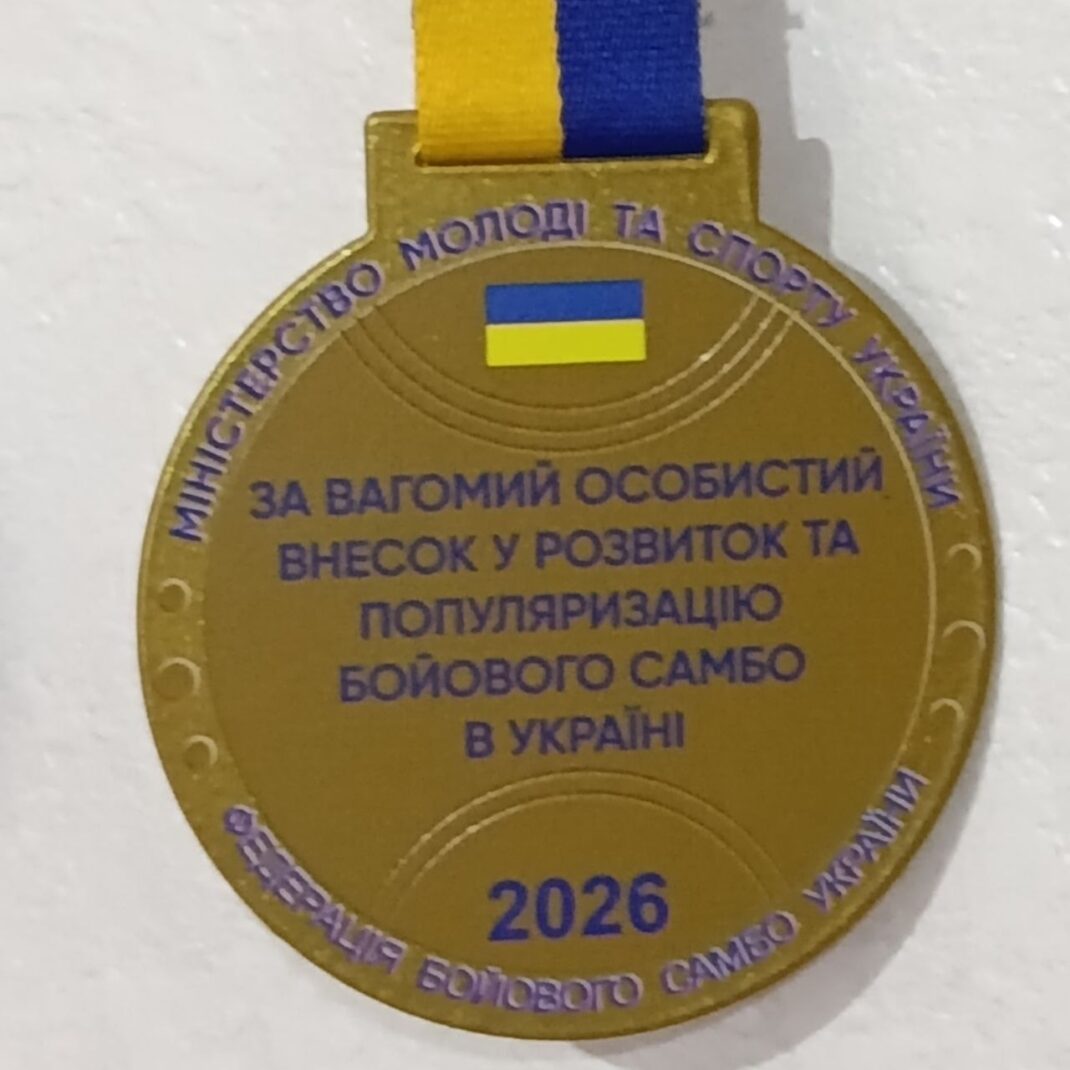 МІНІСТЕРСТВО МОЛОДІ ТА СПОРТУ УКРАЇНИ
ЗА ВАГОМИЙ ОСОБИСТИЙ
ВНЕСОК У РОЗВИТОК ТА
ПОПУЛЯРИЗАЦІЮ
БОЙОВОГО САМБО
В УКРАЇНІ
2026
ФЕДЕРАЦІЯ БОЙОВОГО САМБО УКРАЇНИ